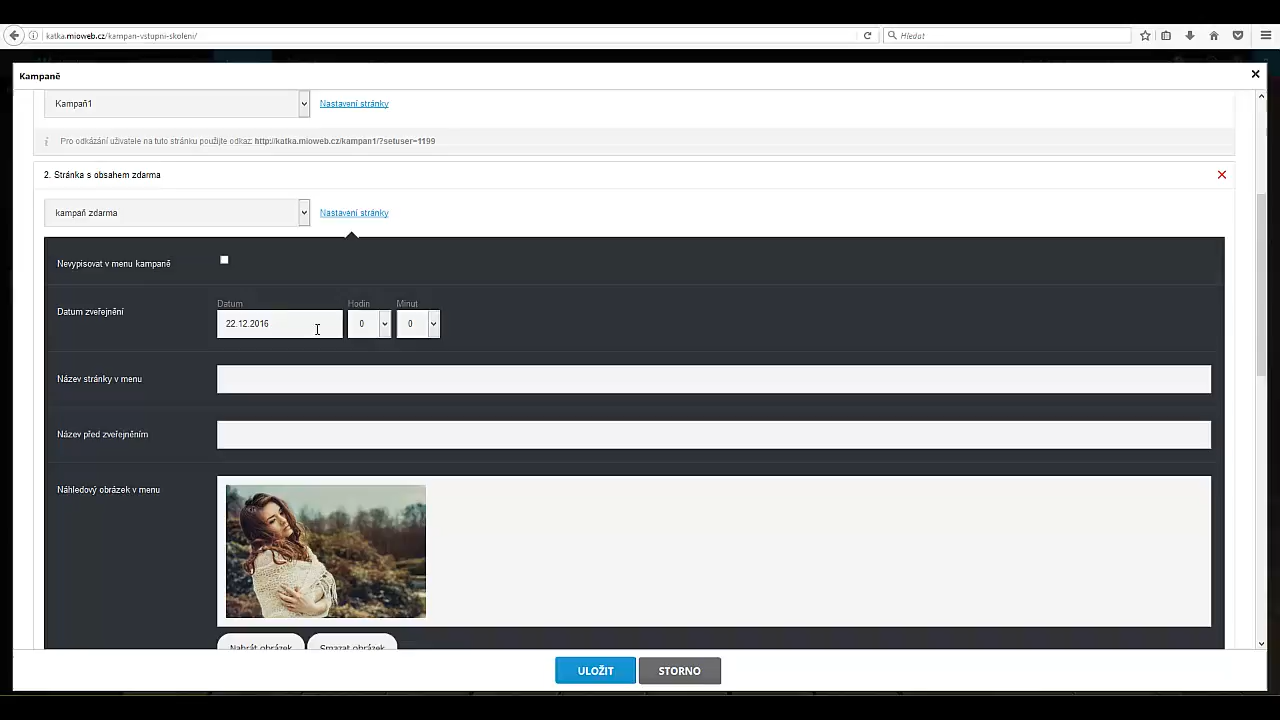 katka.mioweb.cz/kampan-vstupni-skoleni/
Hledat
Kampaně
Kampaň1
Nastavení stránky
Pro odkázání uživatele na tuto stránku použijte odkaz: http://katka.mioweb.cz/kampan1/?setuser=1199
2. Stránka s obsahem zdarma
kampaň zdarma
Nastavení stránky
Nevypisovat v menu kampaně
Datum Hodin Minut
Datum zveřejnění
22.12.2016 0 0
Název stránky v menu
Název před zveřejněním
Náhledový obrázek v menu
Nahrát obrázek Smazat obrázek
ULOŽIT STORNO